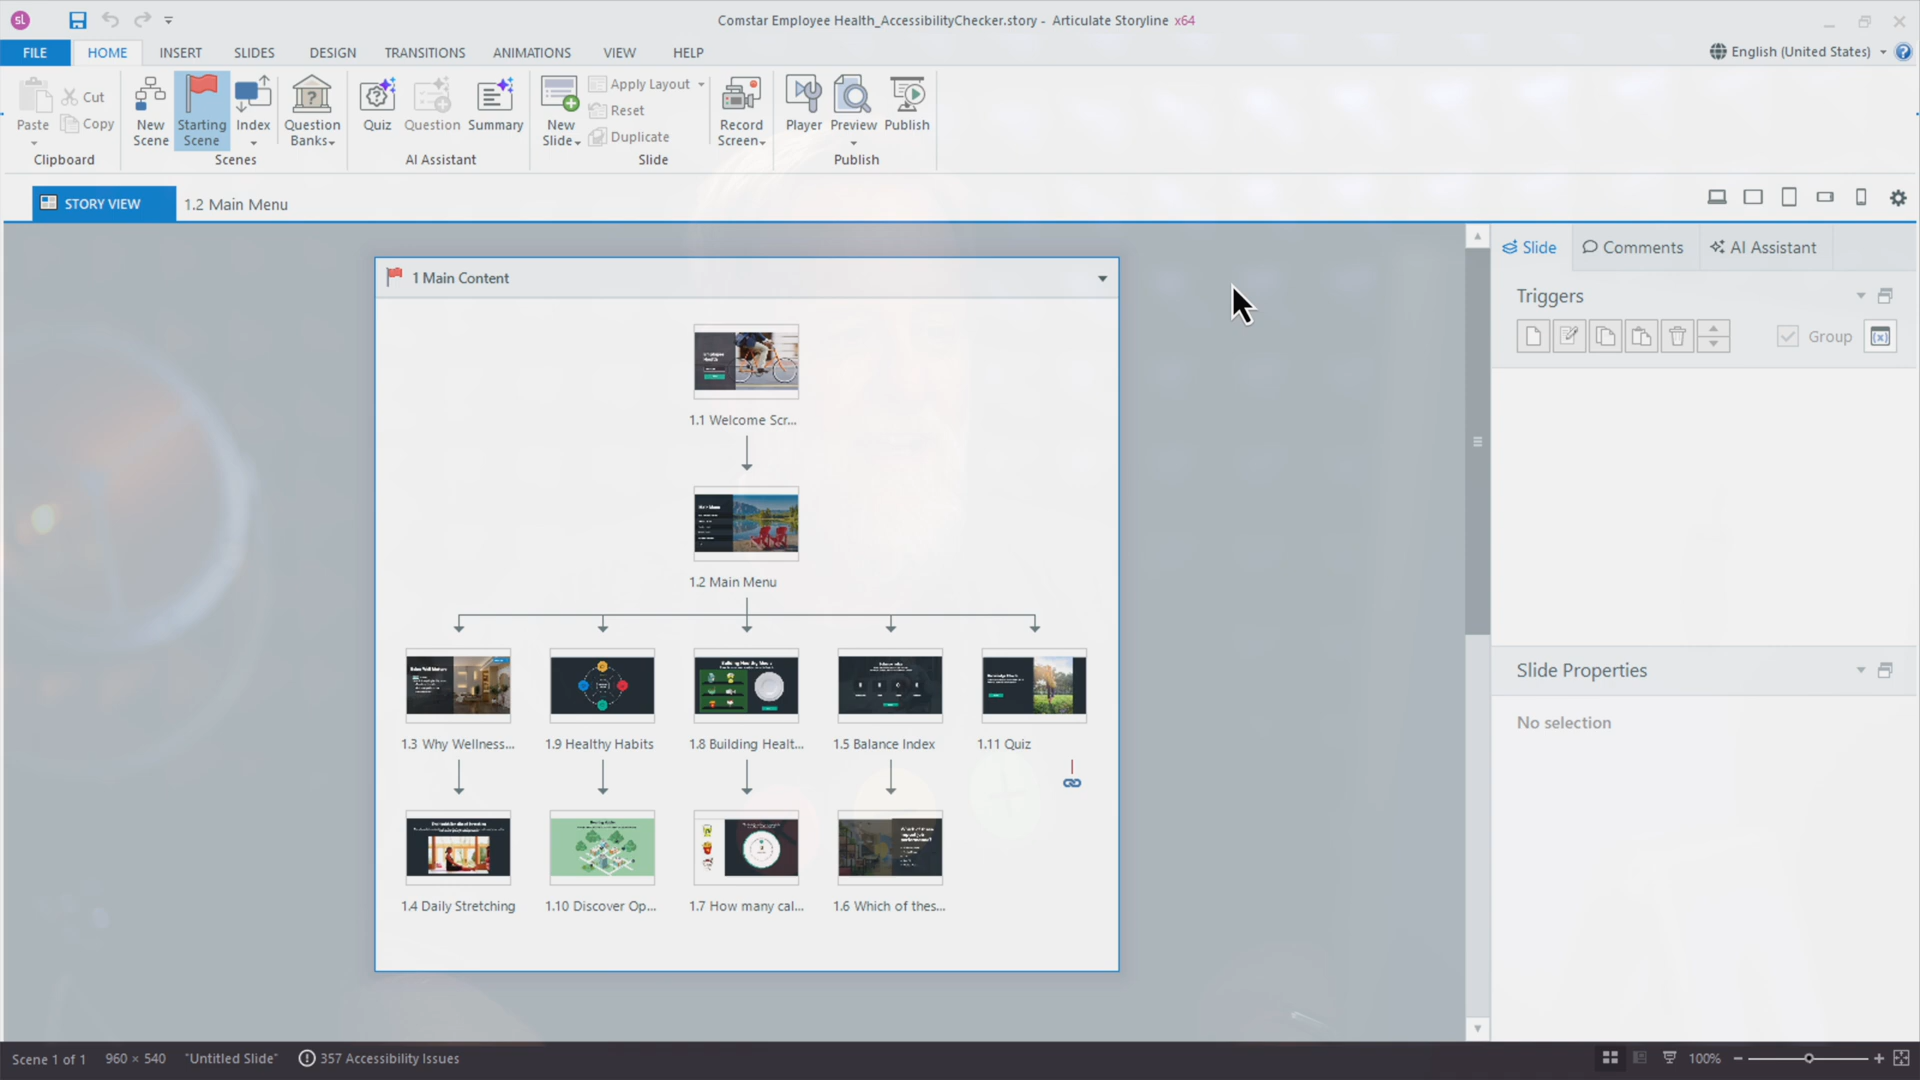 sL
Comstar Employee Health_AccessibilityChecker.story - Articulate Storyline x64
FILE HOME INSERT SLIDES DESIGN TRANSITIONS ANIMATIONS VIEW HELP
English (United States)
Paste
Cut
Copy
Clipboard
New Scene
Starting Scene
Index
Question Banks
Scenes
Quiz
Question
Summary
AI Assistant
New Slide
Apply Layout
Reset
Duplicate
Slide
Record Screen
Player
Preview
Publish
Publish
STORY VIEW
1.2 Main Menu
1 Main Content
1.1 Welcome Scr...
1.2 Main Menu
1.3 Why Wellness...
1.9 Healthy Habits
1.8 Building Healt...
1.5 Balance Index
1.11 Quiz
1.4 Daily Stretching
1.10 Discover Op...
1.7 How many cal...
1.6 Which of thes...
Slide
Comments
AI Assistant
Triggers
Group
Slide Properties
No selection
Scene 1 of 1
960 × 540
"Untitled Slide"
357 Accessibility Issues
100%